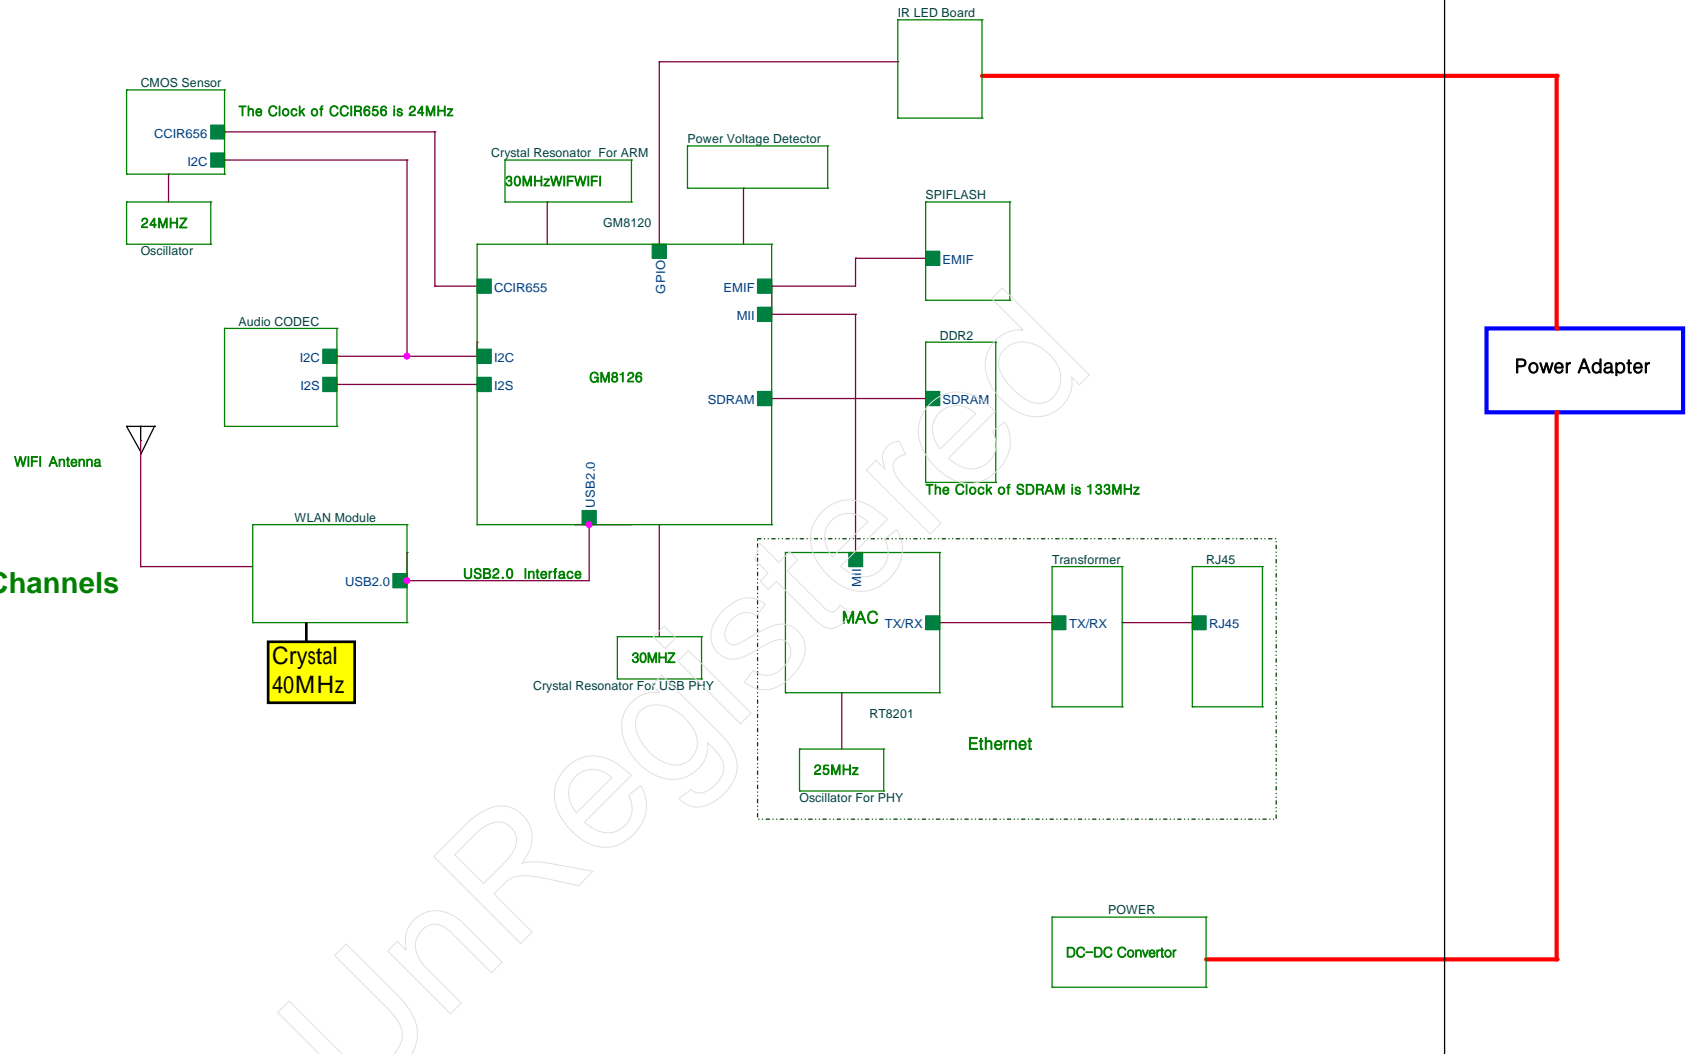 IR LED Board
CMOS Sensor
The Clock of CCIR656 is 24MHz
CCIR656
I2C
24MHZ
Oscillator
Crystal Resonator For ARM
30MHzWIFWIFI
Power Voltage Detector
GM8120
SPIFLASH
EMIF
GPIO
CCIR655
EMIF
MII
Audio CODEC
I2C
I2S
I2C
I2S
GM8126
SDRAM
DDR2
SDRAM
The Clock of SDRAM is 133MHz
Power Adapter
WIFI Antenna
USB2.0
WLAN Module
USB2.0
USB2.0 Interface
Channels
Crystal
40MHz
30MHZ
Crystal Resonator For USB PHY
MII
MAC
TX/RX
Transformer
TX/RX
RJ45
RJ45
RT8201
Ethernet
25MHz
Oscillator For PHY
POWER
DC-DC Convertor
UnRegistered